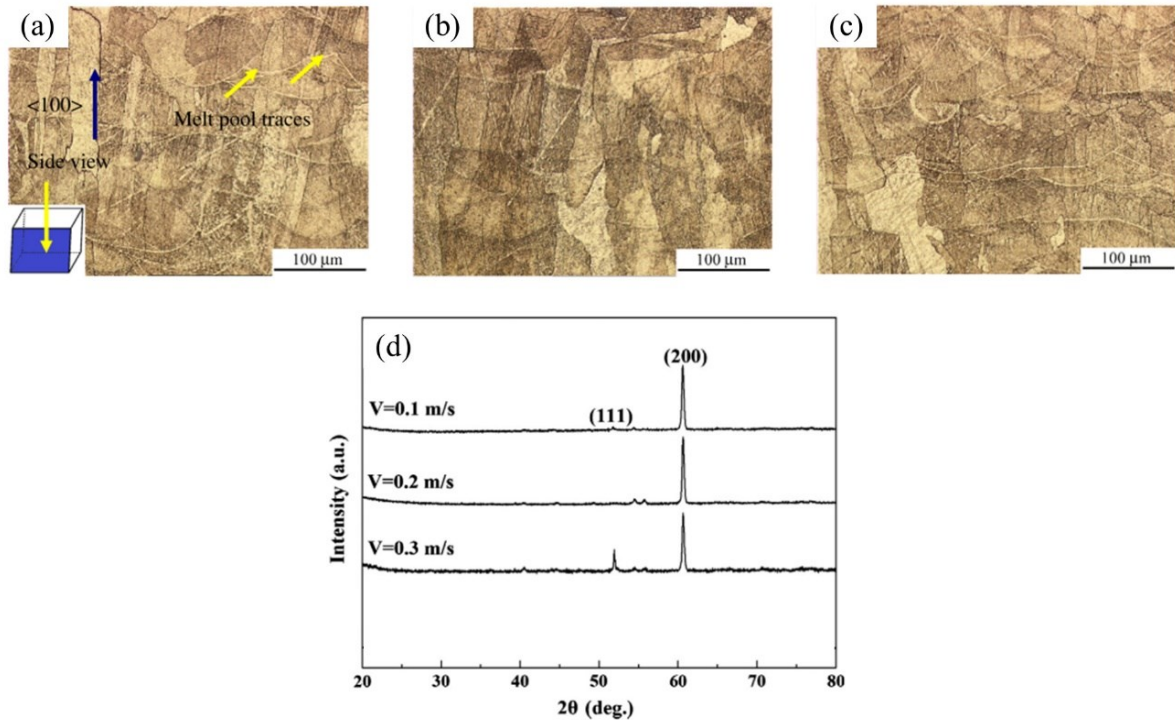 (a)
<100>
Melt pool traces
Side view
100 μm
(b)
100 μm
(c)
100 μm
(d)
(200)
V=0.1 m/s
(111)
V=0.2 m/s
V=0.3 m/s
Intensity (a.u.)
20 30 40 50 60 70 80
2θ (deg.)